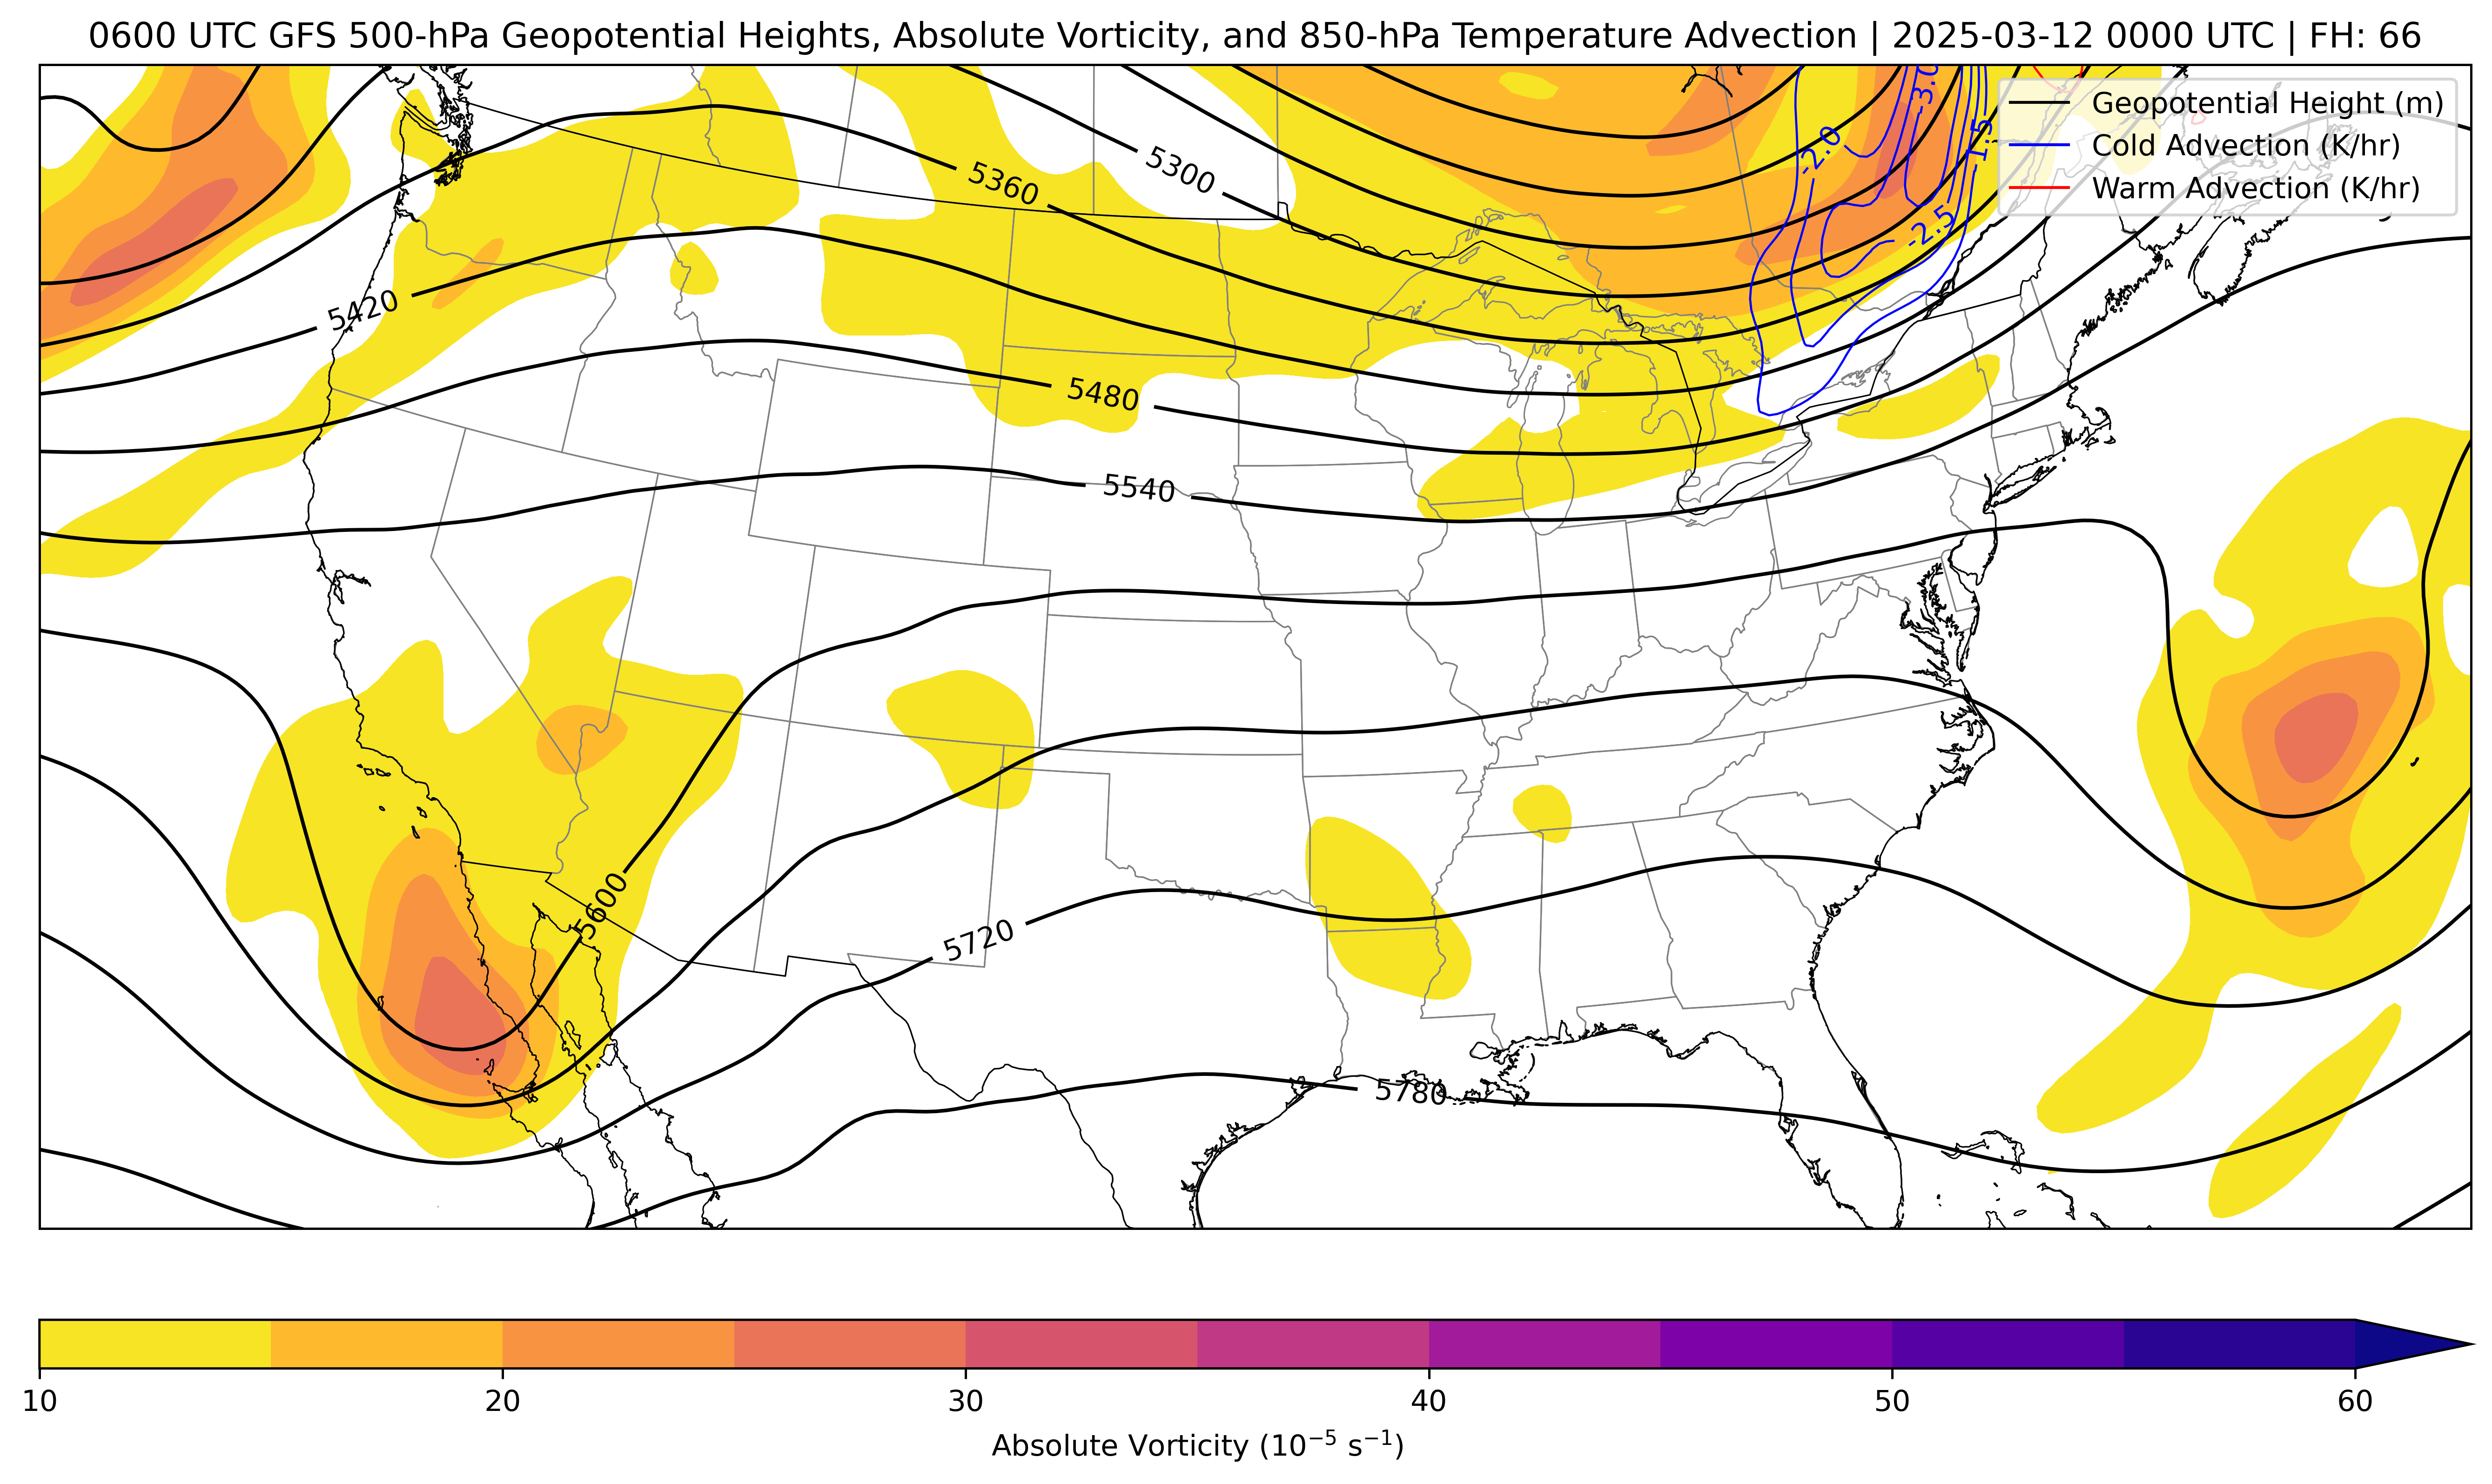 0600 UTC GFS 500-hPa Geopotential Heights, Absolute Vorticity, and 850-hPa Temperature Advection | 2025-03-12 0000 UTC | FH: 66
Geopotential Height (m)
Cold Advection (K/hr)
Warm Advection (K/hr)
-3.0
-2.0
-1.5
-2.5
5300
5360
5420
5480
5540
5600
5720
5780
10 20 30 40 50 60
Absolute Vorticity (10⁻⁵ s⁻¹)